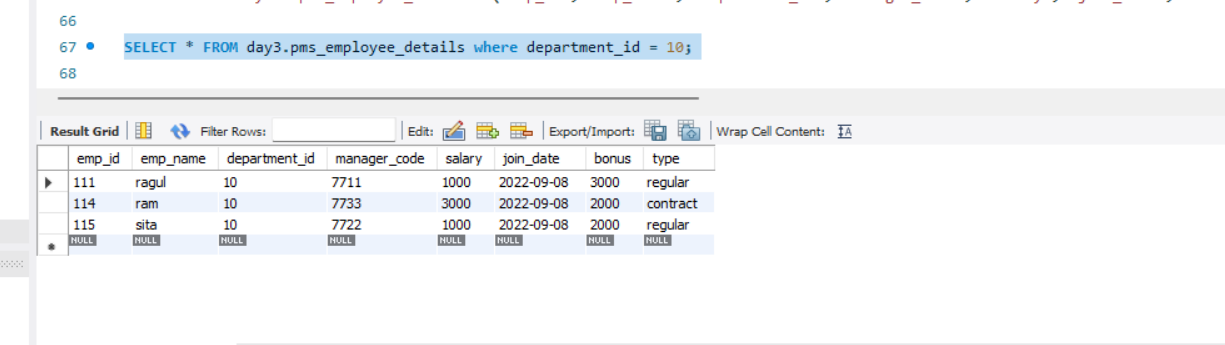 66
67 SELECT * FROM day3.pms_employee_details where department_id = 10;
68
Result Grid Filter Rows: Edit: Export/Import: Wrap Cell Content: IA
emp_id emp_name department_id manager_code salary join_date bonus type
111 ragul 10 7711 1000 2022-09-08 3000 regular
114 ram 10 7733 3000 2022-09-08 2000 contract
115 sita 10 7722 1000 2022-09-08 2000 regular
NULL NULL NULL NULL NULL NULL NULL NULL